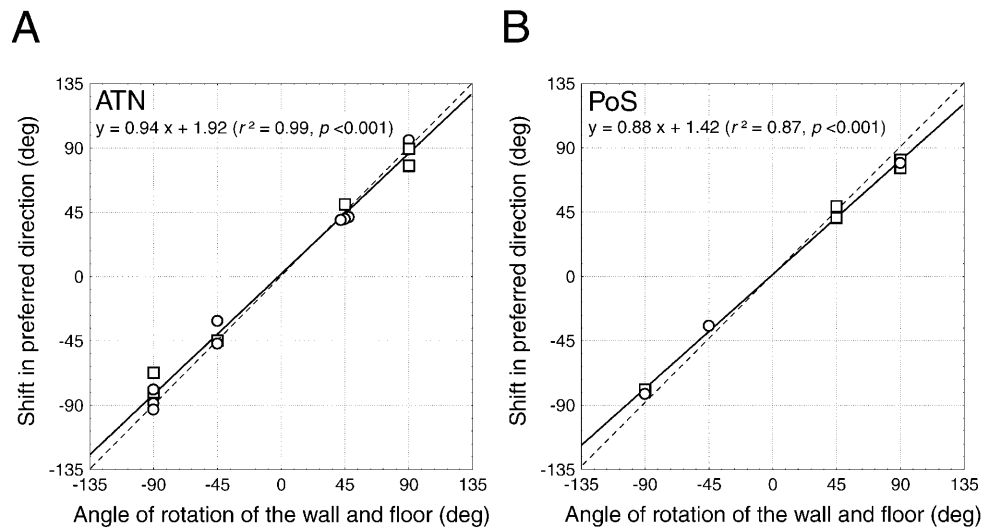 A
135
ATN
y = 0.94 x + 1.92 (r² = 0.99, p <0.001)
90
45
0
-45
-90
-135
-135 -90 -45 0 45 90 135
Shift in preferred direction (deg)
Angle of rotation of the wall and floor (deg)
B
135
PoS
y = 0.88 x + 1.42 (r² = 0.87, p <0.001)
90
45
0
-45
-90
-135
-135 -90 -45 0 45 90 135
Shift in preferred direction (deg)
Angle of rotation of the wall and floor (deg)